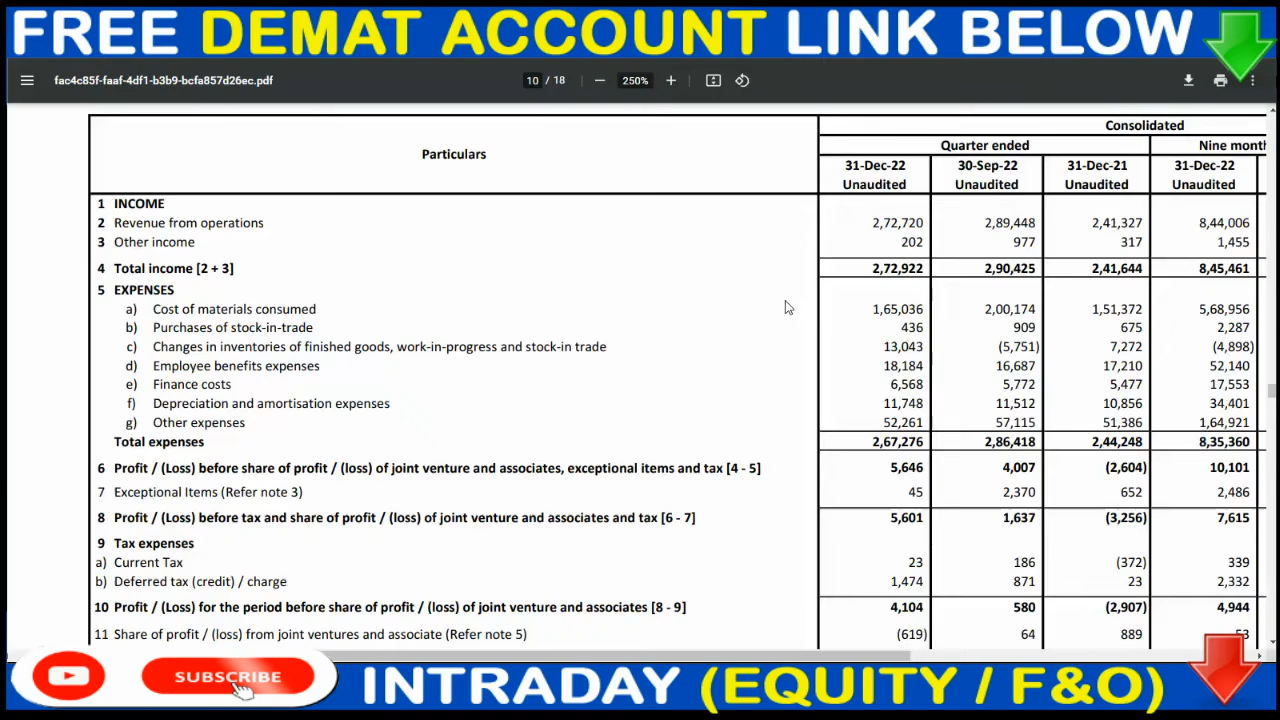 FREE DEMAT ACCOUNT LINK BELOW
fac4c85f-faaf-4df1-b3b9-bcfa857d26ec.pdf 10 / 18 — 250% +
Particulars Consolidated
Quarter ended Nine month
31-Dec-22 30-Sep-22 31-Dec-21 31-Dec-22
Unaudited Unaudited Unaudited Unaudited
1 INCOME
2 Revenue from operations 2,72,720 2,89,448 2,41,327 8,44,006
3 Other income 202 977 317 1,455
4 Total income [2 + 3] 2,72,922 2,90,425 2,41,644 8,45,461
5 EXPENSES
a) Cost of materials consumed 1,65,036 2,00,174 1,51,372 5,68,956
b) Purchases of stock-in-trade 436 909 675 2,287
c) Changes in inventories of finished goods, work-in-progress and stock-in trade 13,043 (5,751) 7,272 (4,898)
d) Employee benefits expenses 18,184 16,687 17,210 52,140
e) Finance costs 6,568 5,772 5,477 17,553
f) Depreciation and amortisation expenses 11,748 11,512 10,856 34,401
g) Other expenses 52,261 57,115 51,386 1,64,921
Total expenses 2,67,276 2,86,418 2,44,248 8,35,360
6 Profit / (Loss) before share of profit / (loss) of joint venture and associates, exceptional items and tax [4 - 5] 5,646 4,007 (2,604) 10,101
7 Exceptional Items (Refer note 3) 45 2,370 652 2,486
8 Profit / (Loss) before tax and share of profit / (loss) of joint venture and associates and tax [6 - 7] 5,601 1,637 (3,256) 7,615
9 Tax expenses
a) Current Tax 23 186 (372) 339
b) Deferred tax (credit) / charge 1,474 871 23 2,332
10 Profit / (Loss) for the period before share of profit / (loss) of joint venture and associates [8 - 9] 4,104 580 (2,907) 4,944
11 Share of profit / (loss) from joint ventures and associate (Refer note 5) (619) 64 889
SUBSCRIBE
INTRADAY (EQUITY / F&O)